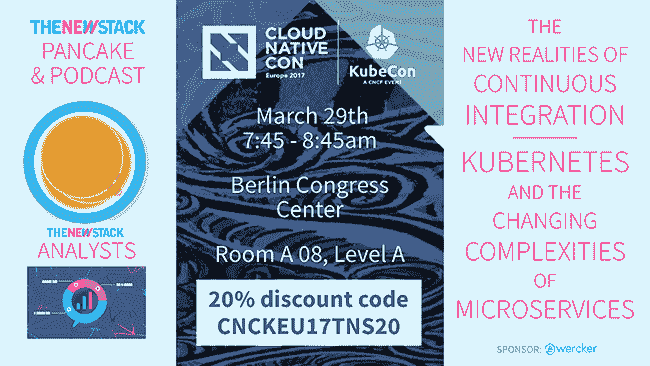 THENEWSTACK
PANCAKE
& PODCAST
THENEWSTACK
ANALYSTS
CLOUD
NATIVE
CON
Europe 2017
KubeCon
A CNCF EVENT
March 29th
7:45 - 8:45am
Berlin Congress
Center
Room A 08, Level A
20% discount code
CNCKEU17TNS20
THE
NEW REALITIES OF
CONTINUOUS
INTEGRATION
KUBERNETES
AND THE
CHANGING
COMPLEXITIES
OF
MICROSERVICES
SPONSOR: wercker